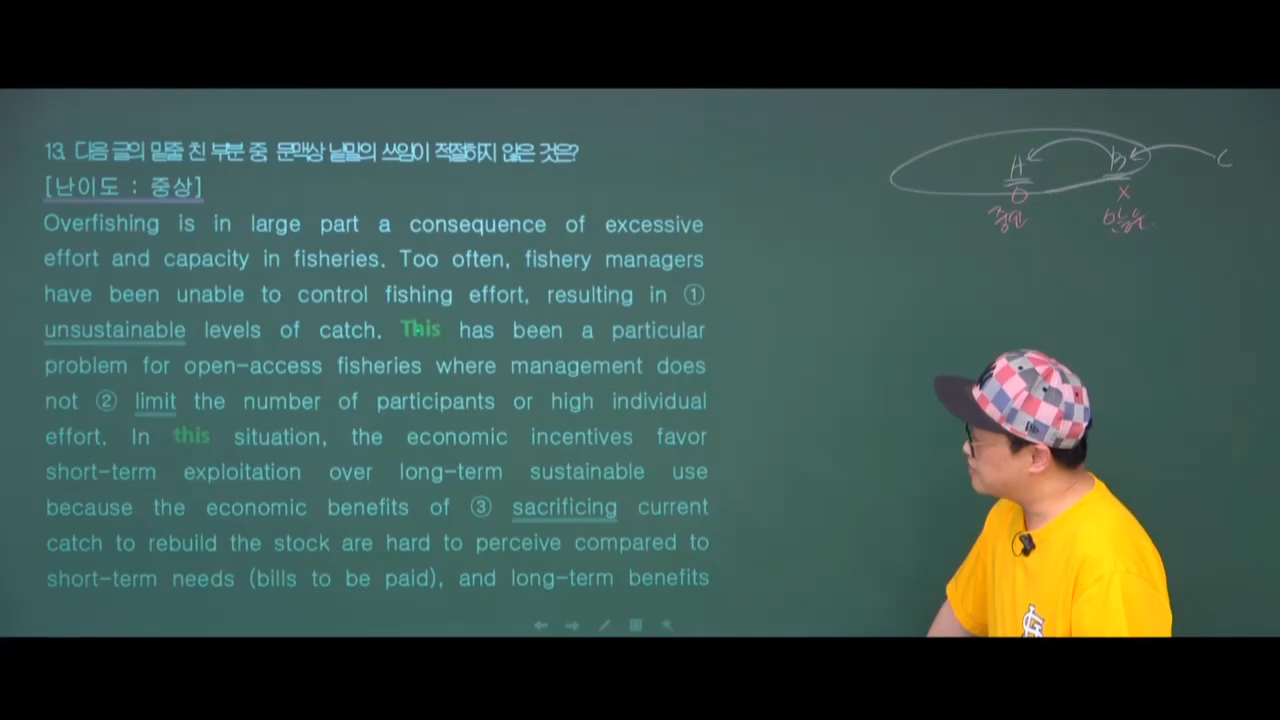 13. 다음 글의 밑줄 친 부분 중 문맥상 낱말의 쓰임이 적절하지 않은 것은?
[난이도 : 중상]
Overfishing is in large part a consequence of excessive
effort and capacity in fisheries. Too often, fishery managers
have been unable to control fishing effort, resulting in ①
unsustainable levels of catch. This has been a particular
problem for open-access fisheries where management does
not ② limit the number of participants or high individual
effort. In this situation, the economic incentives favor
short-term exploitation over long-term sustainable use
because the economic benefits of ③ sacrificing current
catch to rebuild the stock are hard to perceive compared to
short-term needs (bills to be paid), and long-term benefits
A B C
O X